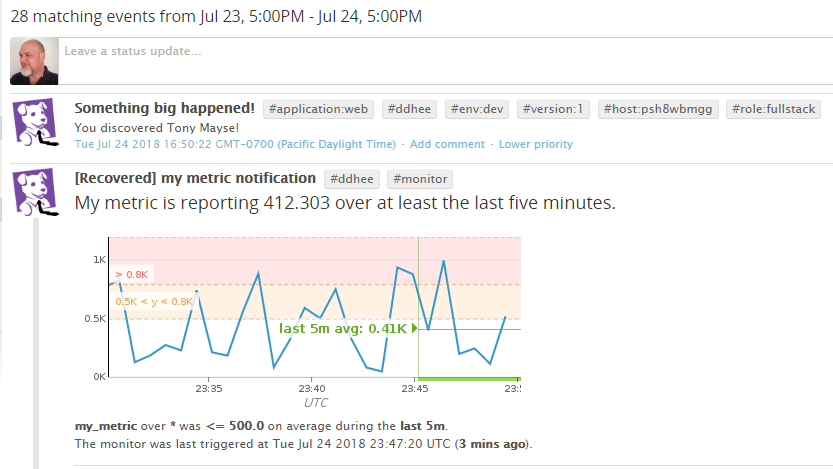 28 matching events from Jul 23, 5:00PM - Jul 24, 5:00PM
Leave a status update...
Something big happened! #application:web #ddhee #env:dev #version:1 #host:psh8wbmgg #role:fullstack
You discovered Tony Mayse!
Tue Jul 24 2018 16:50:22 GMT-0700 (Pacific Daylight Time) · Add comment · Lower priority
[Recovered] my metric notification #ddhee #monitor
My metric is reporting 412.303 over at least the last five minutes.
1K
> 0.8K
0.5K < y < 0.8K
0.5K
last 5m avg: 0.41K
0K
23:35 23:40 23:45
UTC
my_metric over * was <= 500.0 on average during the last 5m.
The monitor was last triggered at Tue Jul 24 2018 23:47:20 UTC (3 mins ago).